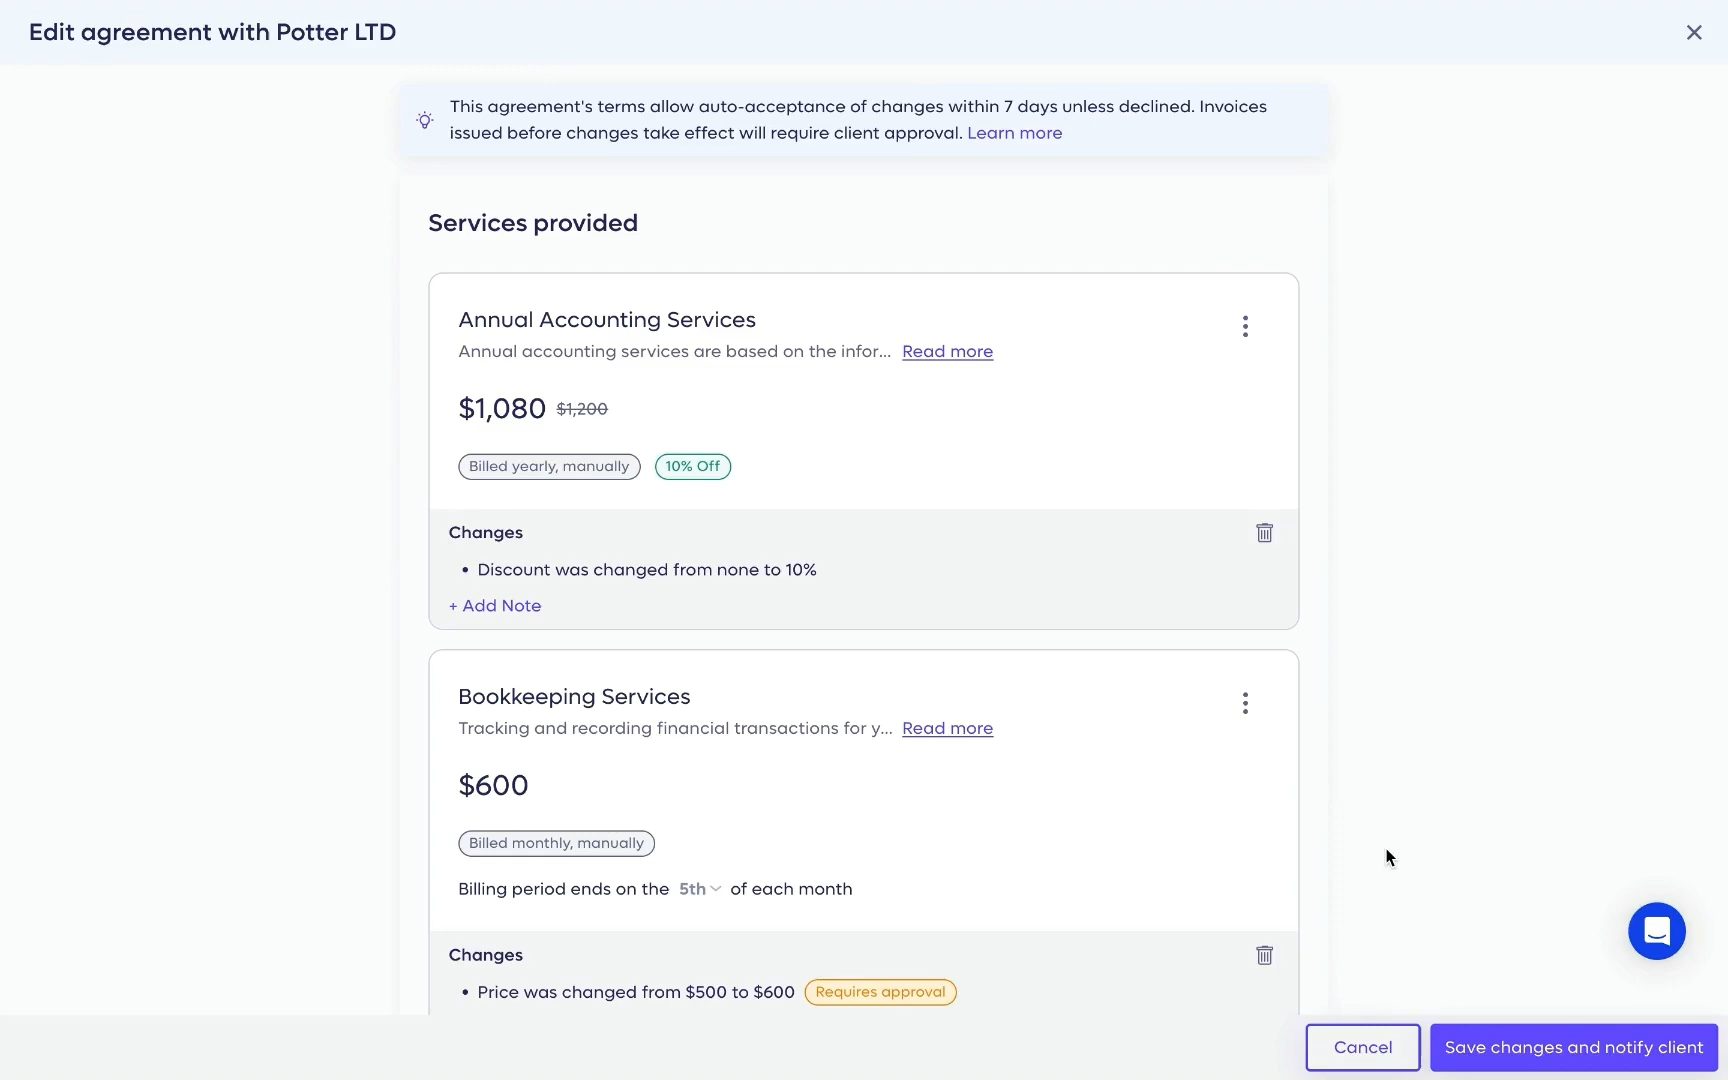 Edit agreement with Potter LTD
This agreement's terms allow auto-acceptance of changes within 7 days unless declined. Invoices
issued before changes take effect will require client approval. Learn more
Services provided
Annual Accounting Services
Annual accounting services are based on the infor... Read more
$1,080 $1,200
Billed yearly, manually 10% Off
Changes
• Discount was changed from none to 10%
+ Add Note
Bookkeeping Services
Tracking and recording financial transactions for y... Read more
$600
Billed monthly, manually
Billing period ends on the 5th of each month
Changes
• Price was changed from $500 to $600 Requires approval
Cancel Save changes and notify client